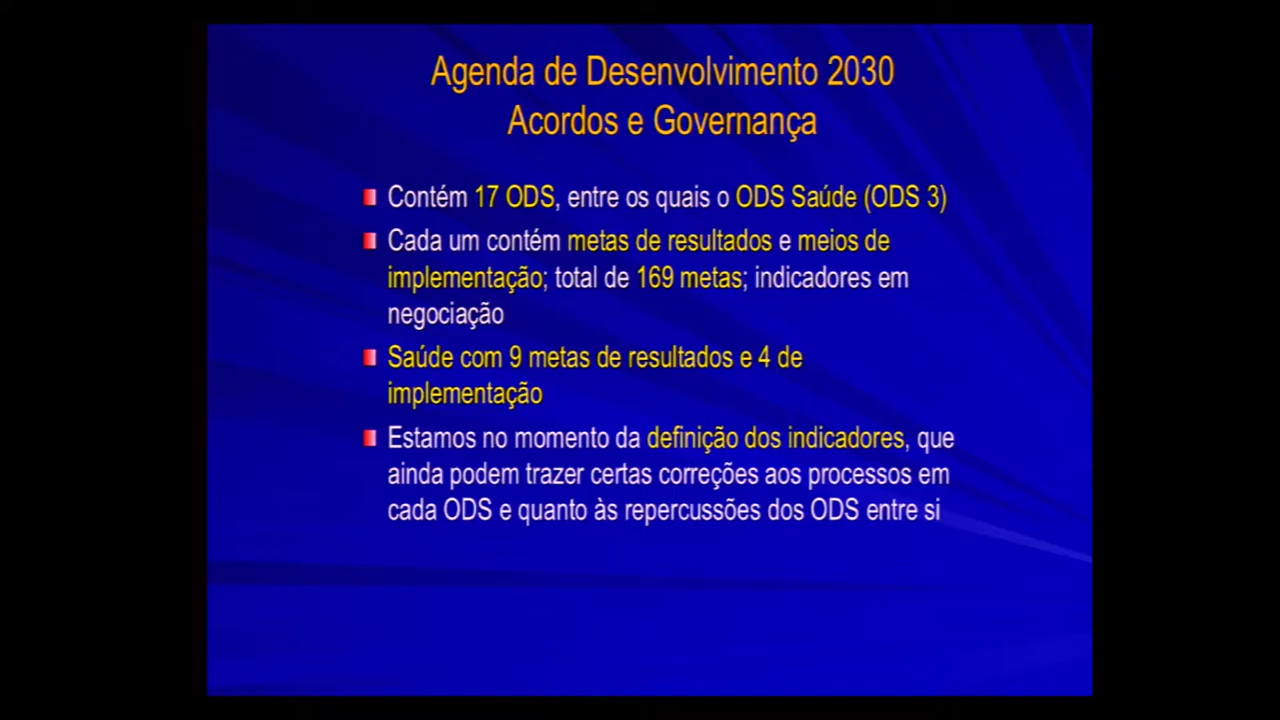 Agenda de Desenvolvimento 2030
Acordos e Governança
Contém 17 ODS, entre os quais o ODS Saúde (ODS 3)
Cada um contém metas de resultados e meios de
implementação; total de 169 metas; indicadores em
negociação
Saúde com 9 metas de resultados e 4 de
implementação
Estamos no momento da definição dos indicadores, que
ainda podem trazer certas correções aos processos em
cada ODS e quanto às repercussões dos ODS entre si